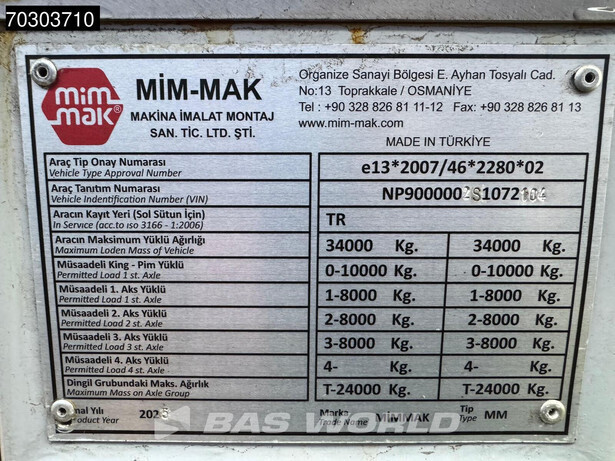 70303710
mim
mak®
MİM-MAK
MAKİNA İMALAT MONTAJ
SAN. TİC. LTD. ŞTİ.
Organize Sanayi Bölgesi E. Ayhan Tosyalı Cad.
No:13 Toprakkale / OSMANİYE
Tel : +90 328 826 81 11-12 Fax: +90 328 826 81 13
www.mim-mak.com
MADE IN TÜRKİYE
Araç Tip Onay Numarası
Vehicle Type Approval Number
e13*2007/46*2280*02
Araç Tanıtım Numarası
Vehicle Indentification Number (VIN)
Aracın Kayıt Yeri (Sol Sütun İçin)
In Service (acc.to iso 3166 - 1:2006)
TR
Aracın Maksimum Yüklü Ağırlığı
Maximum Loden Mass of Vehicle
34000 Kg. 34000 Kg.
Müsaadeli King - Pim Yüklü
Permitted Load 1 st. Axle
0-10000 Kg. 0-10000 Kg.
Müsaadeli 1. Aks Yüklü
Permitted Load 1 st. Axle
1-8000 Kg. 1-8000 Kg.
Müsaadeli 2. Aks Yüklü
Permitted Load 2 st. Axle
2-8000 Kg. 2-8000 Kg.
Müsaadeli 3. Aks Yüklü
Permitted Load 3 st. Axle
3-8000 Kg. 3-8000 Kg.
Müsaadeli 4. Aks Yüklü
Permitted Load 4 st. Axle
4- Kg. 4- Kg.
Dingil Grubundaki Maks. Ağırlık
Maximum Mass on Axle Group
T-24000 Kg. T-24000 Kg.
Yılı
Year
Marka
Trade Name
MİMMAK
Tip
Type
MM
BAS WORLD